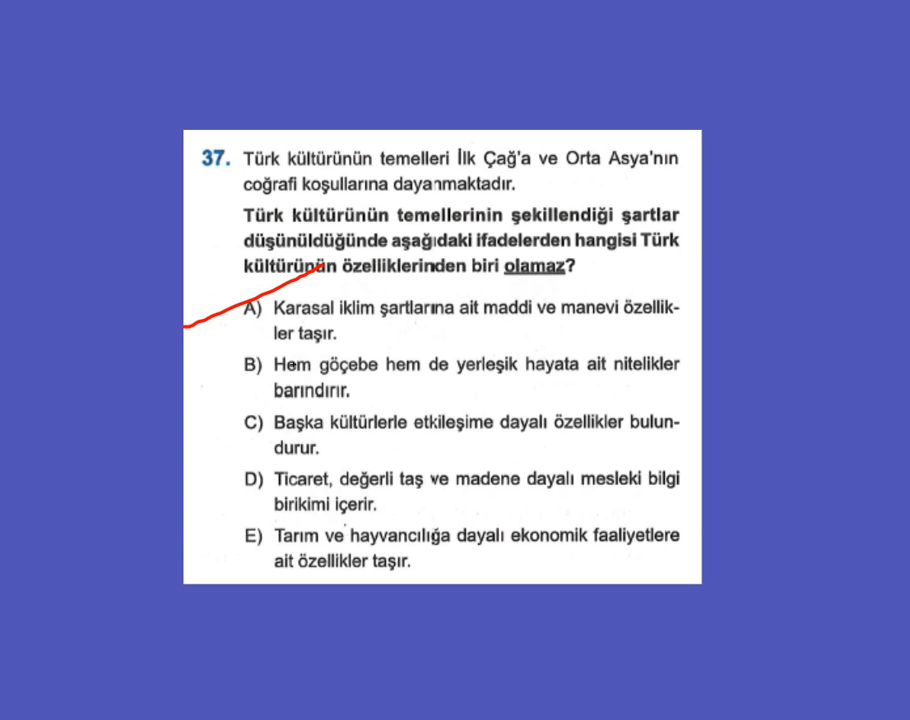 37. Türk kültürünün temelleri İlk Çağ'a ve Orta Asya'nın
coğrafi koşullarına dayanmaktadır.
Türk kültürünün temellerinin şekillendiği şartlar
düşünüldüğünde aşağıdaki ifadelerden hangisi Türk
kültürünün özelliklerinden biri olamaz?
A) Karasal iklim şartlarına ait maddi ve manevi özellik-
ler taşır.
B) Hem göçebe hem de yerleşik hayata ait nitelikler
barındırır.
C) Başka kültürlerle etkileşime dayalı özellikler bulun-
durur.
D) Ticaret, değerli taş ve madene dayalı mesleki bilgi
birikimi içerir.
E) Tarım ve hayvancılığa dayalı ekonomik faaliyetlere
ait özellikler taşır.